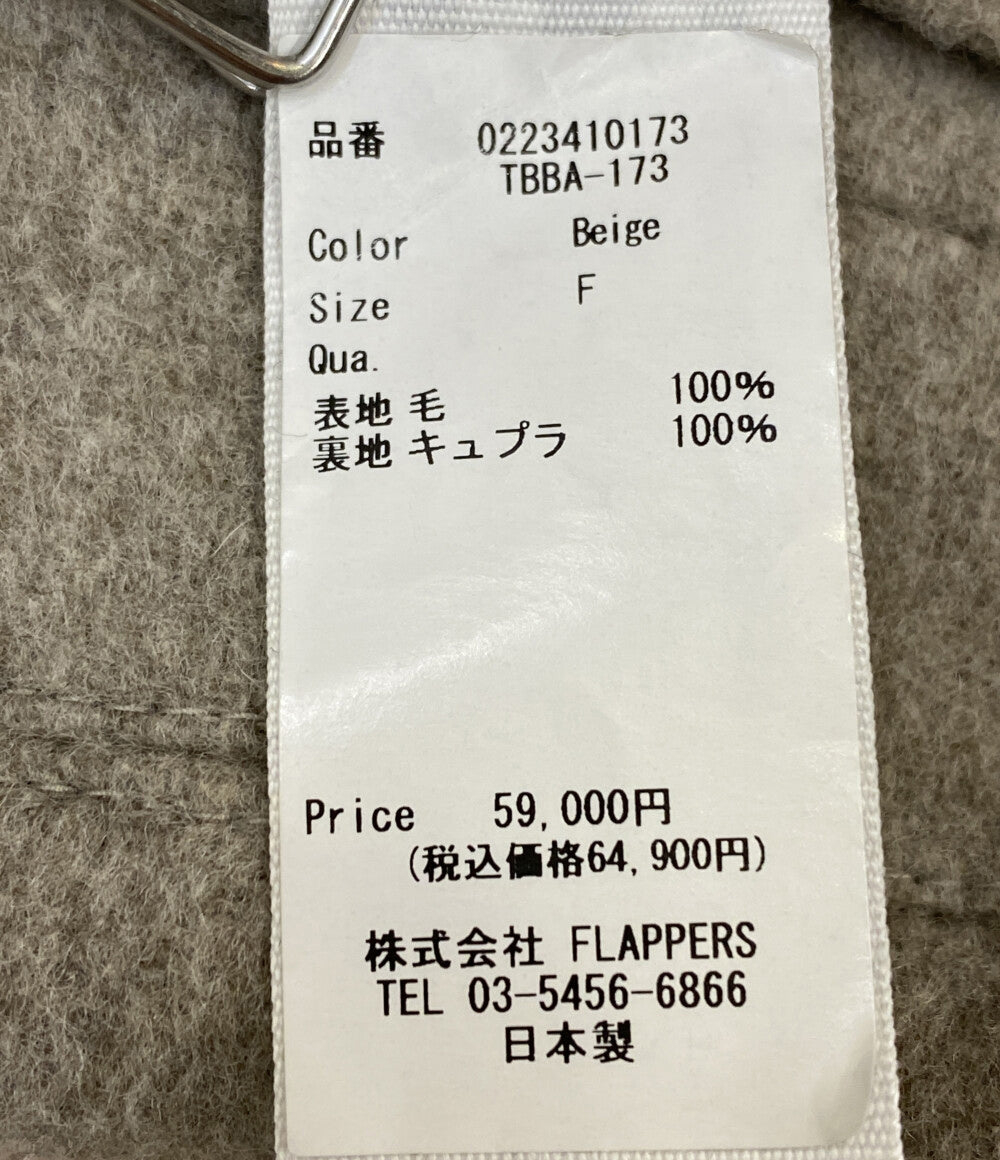 品番 0223410173
TBBA-173
Color Beige
Size F
Qua.
表地 毛 100%
裏地 キュプラ 100%
Price 59,000円
(税込価格64,900円)
株式会社 FLAPPERS
TEL 03-5456-6866
日本製